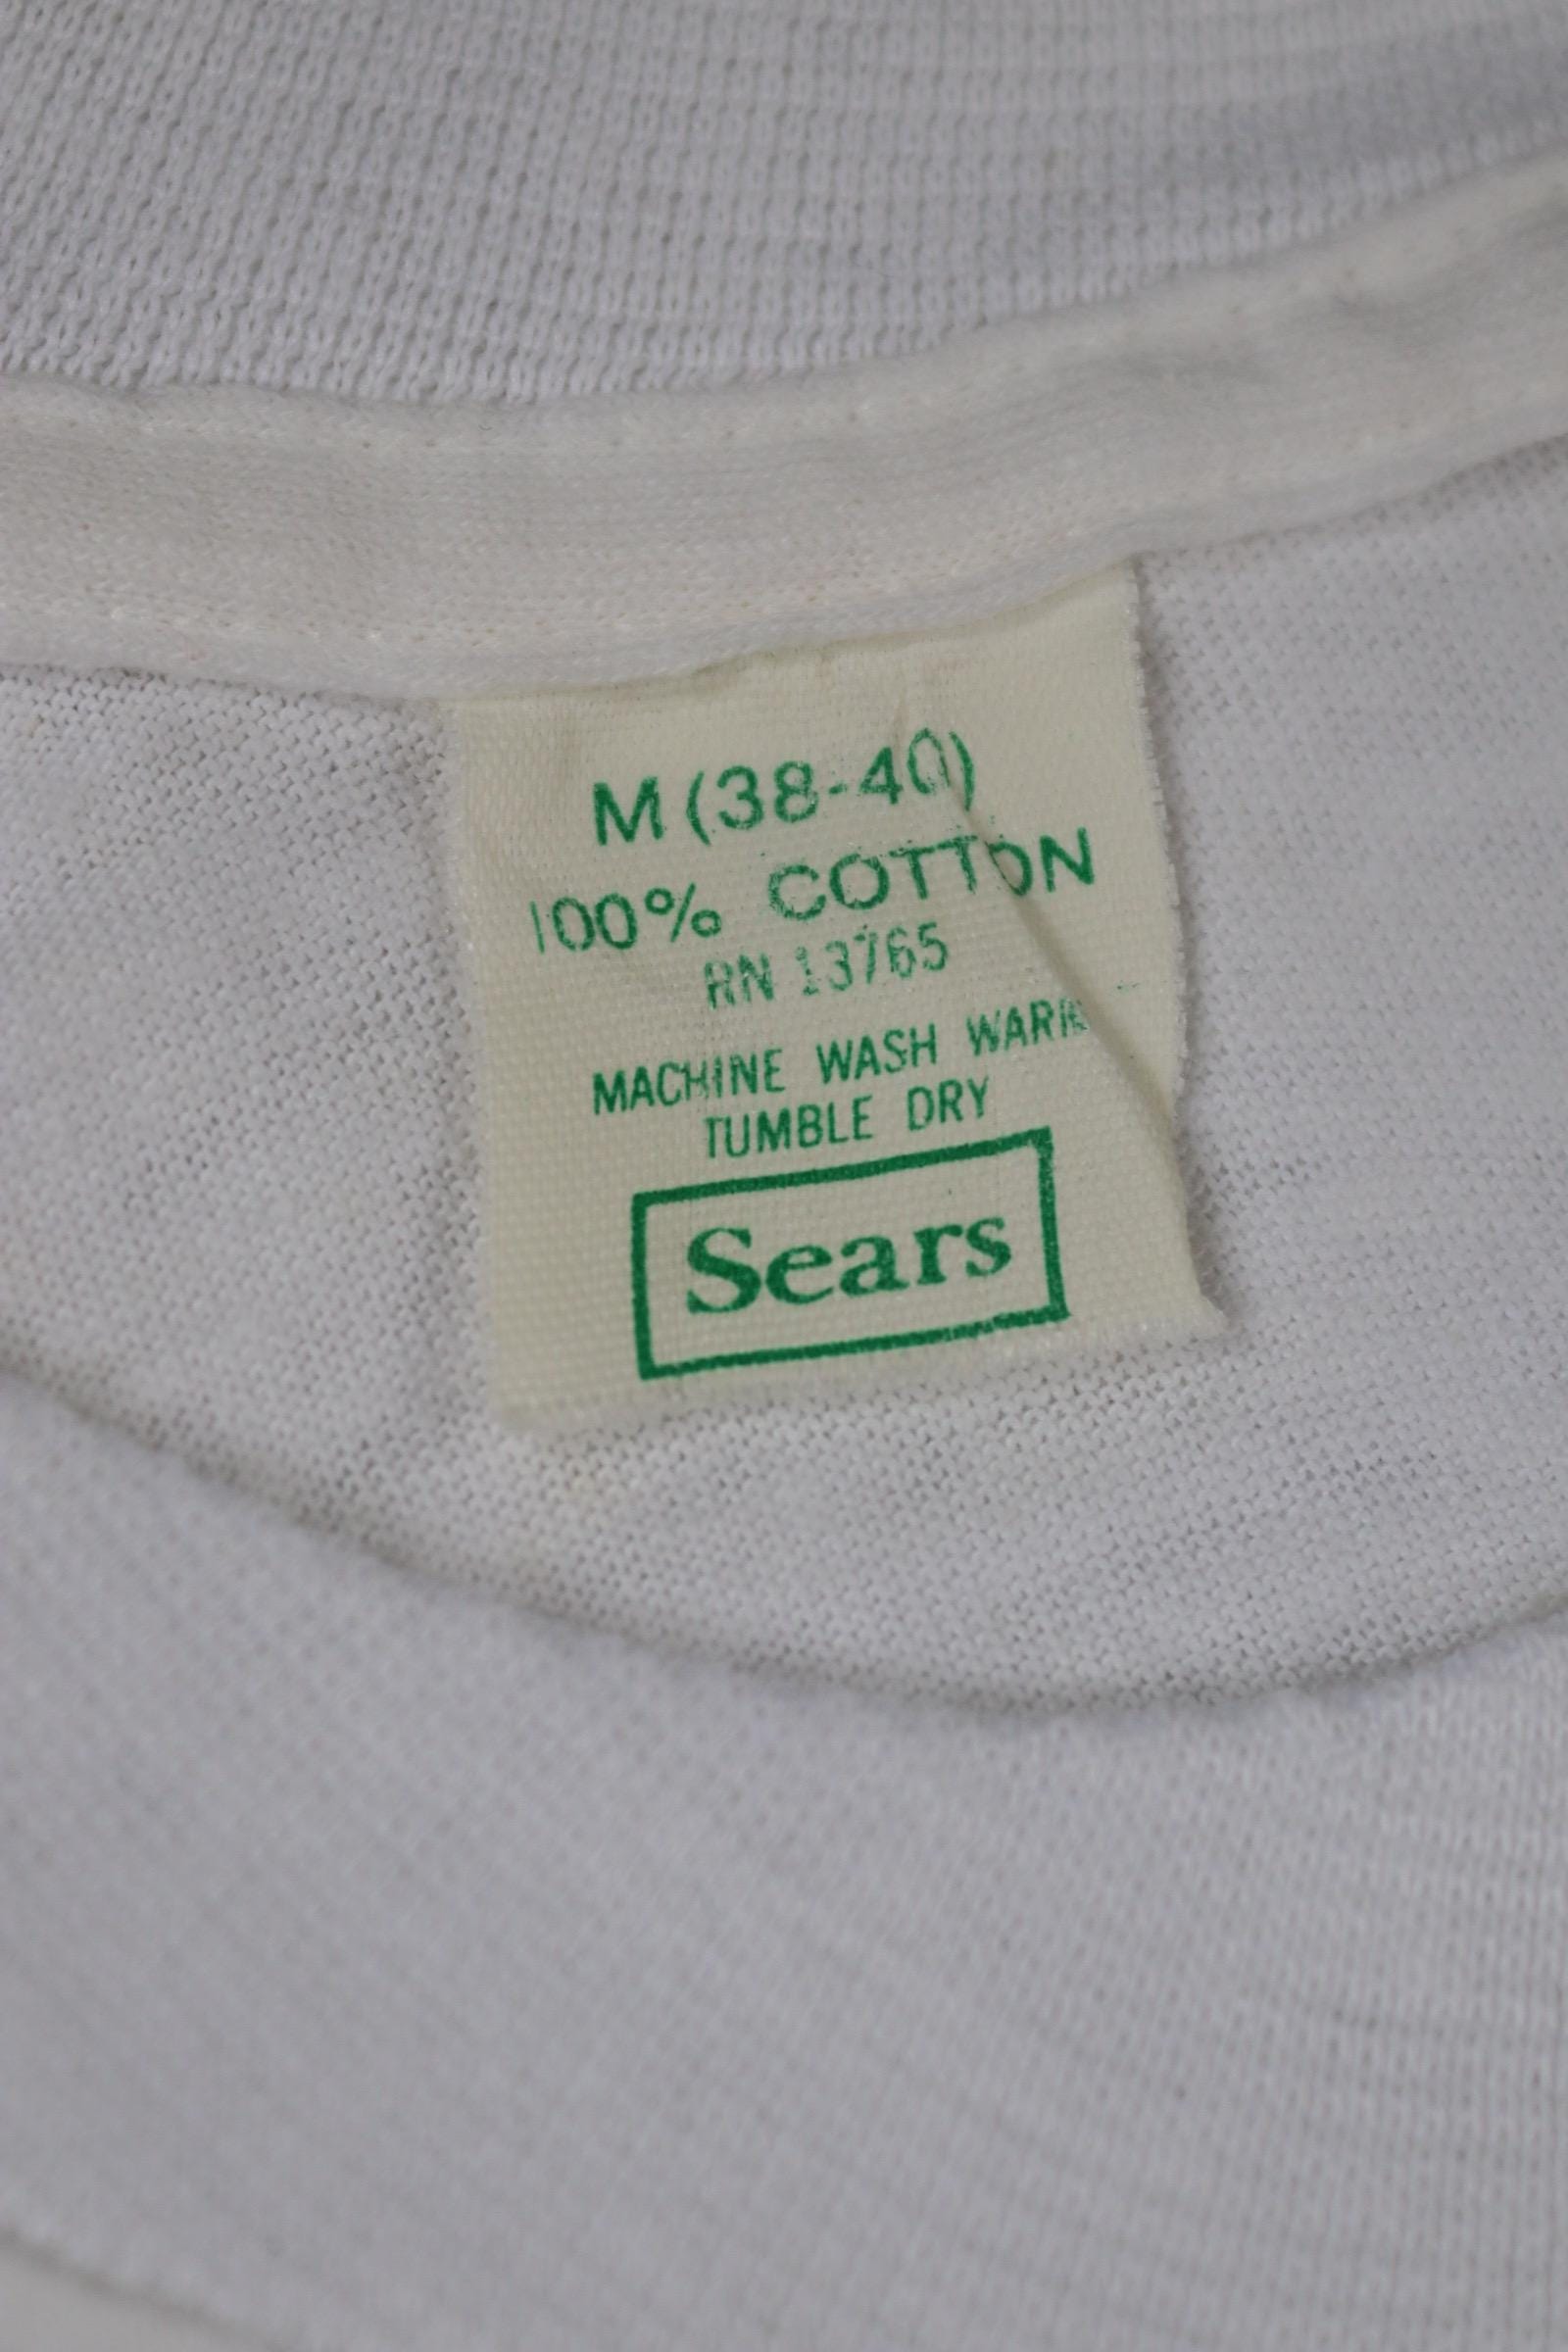 M (38-40)
100% COTTON
RN 13765
MACHINE WASH WARM
TUMBLE DRY
Sears